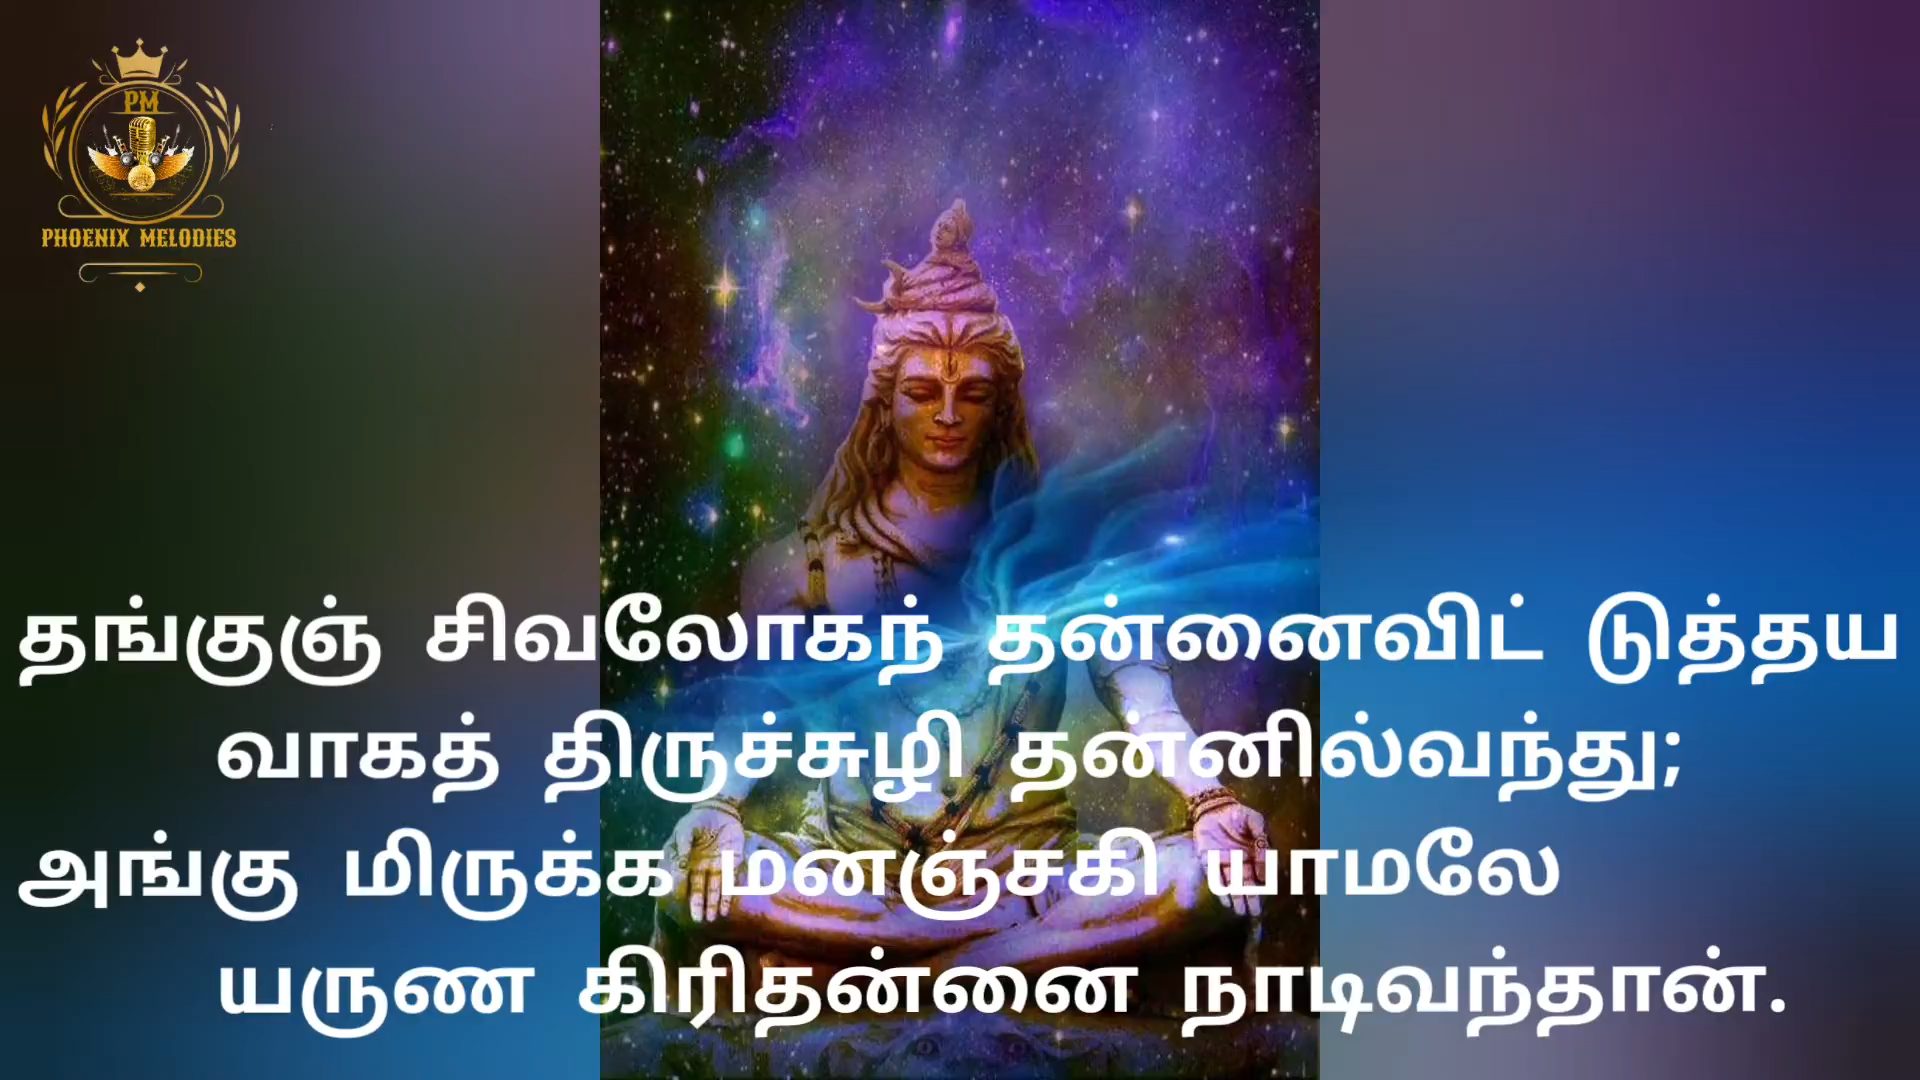 PM
PHOENIX MELODIES
தங்குஞ் சிவலோகந் தன்னைவிட் டுத்தய
வாகத் திருச்சுழி தன்னில்வந்து;
அங்கு மிருக்க மனஞ்சகி யாமலே
யருண கிரிதன்னை நாடிவந்தான்.